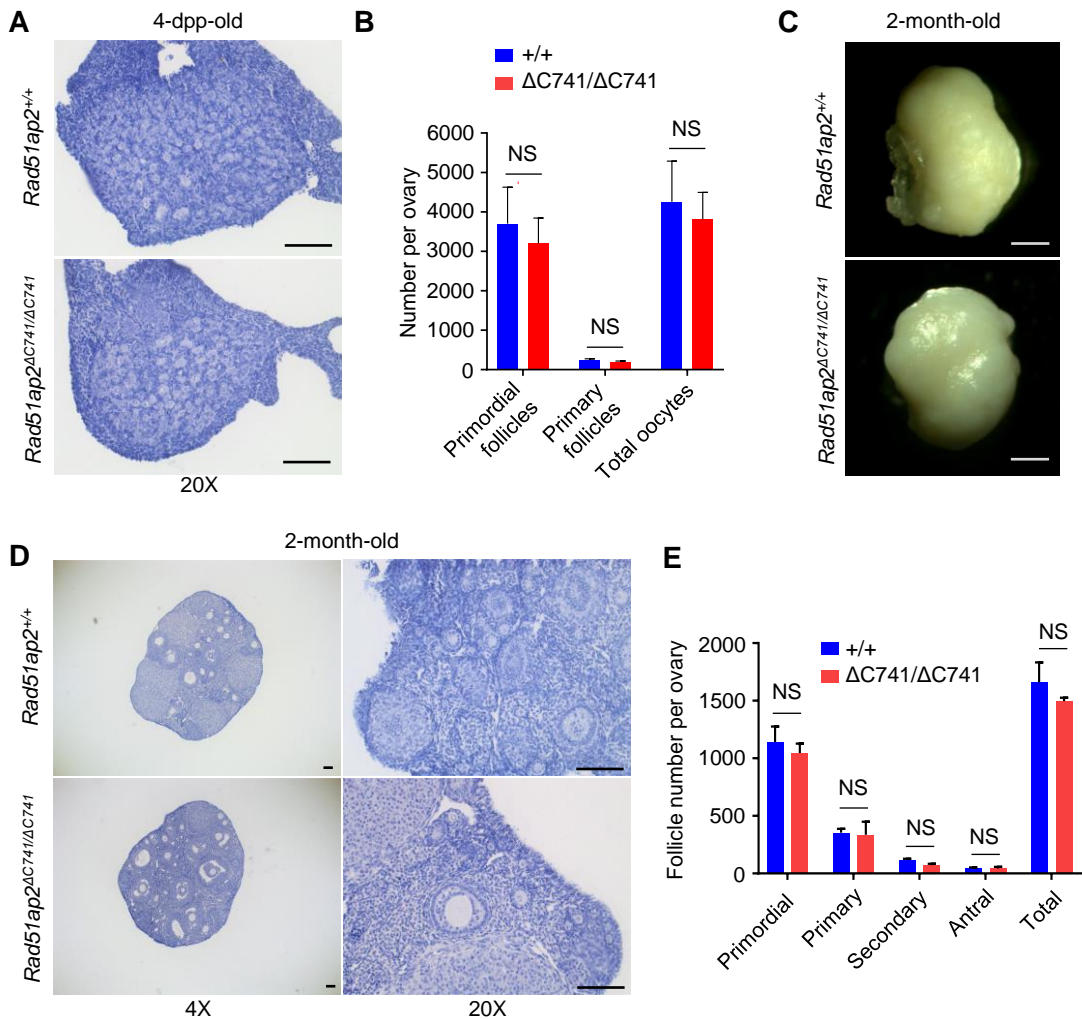 A
4-dpp-old
Rad51ap2+/+
Rad51ap2ΔC741/ΔC741
20X
B
+/+
ΔC741/ΔC741
Number per ovary
6000
5000
4000
3000
2000
1000
0
NS
NS
NS
Primordial
follicles
Primary
follicles
Total oocytes
C
2-month-old
Rad51ap2+/+
Rad51ap2ΔC741/ΔC741
D
2-month-old
Rad51ap2+/+
Rad51ap2ΔC741/ΔC741
4X
20X
E
+/+
ΔC741/ΔC741
Follicle number per ovary
2000
1500
1000
500
0
NS
NS
NS
NS
NS
Primordial
Primary
Secondary
Antral
Total